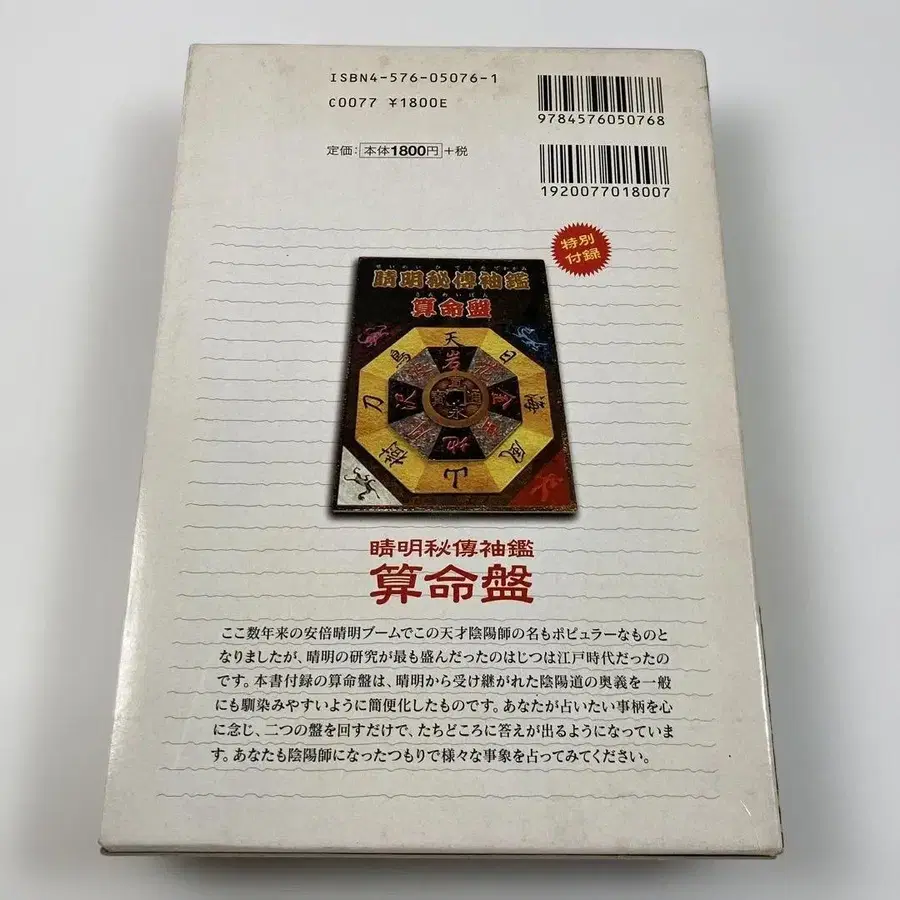 ISBN4-576-05076-1
C0077 ¥1800E
9784576050768
定価:本体1800円+税
1920077018007
特別
付録
晴明秘傳袖鑑
算命盤
天
日
風
刀
鳥
岩
金
晴明秘傳袖鑑
算命盤
ここ数年来の安倍晴明ブームでこの天才陰陽師の名もポピュラーなものと
なりましたが、晴明の研究が最も盛んだったのはじつは江戸時代だったの
です。本書付録の算命盤は、晴明から受け継がれた陰陽道の奥義を一般
にも馴染みやすいように簡便化したものです。あなたが占いたい事柄を心
に念じ、二つの盤を回すだけで、たちどころに答えが出るようになっていま
す。あなたも陰陽師になったつもりで様々な事象を占ってみてください。